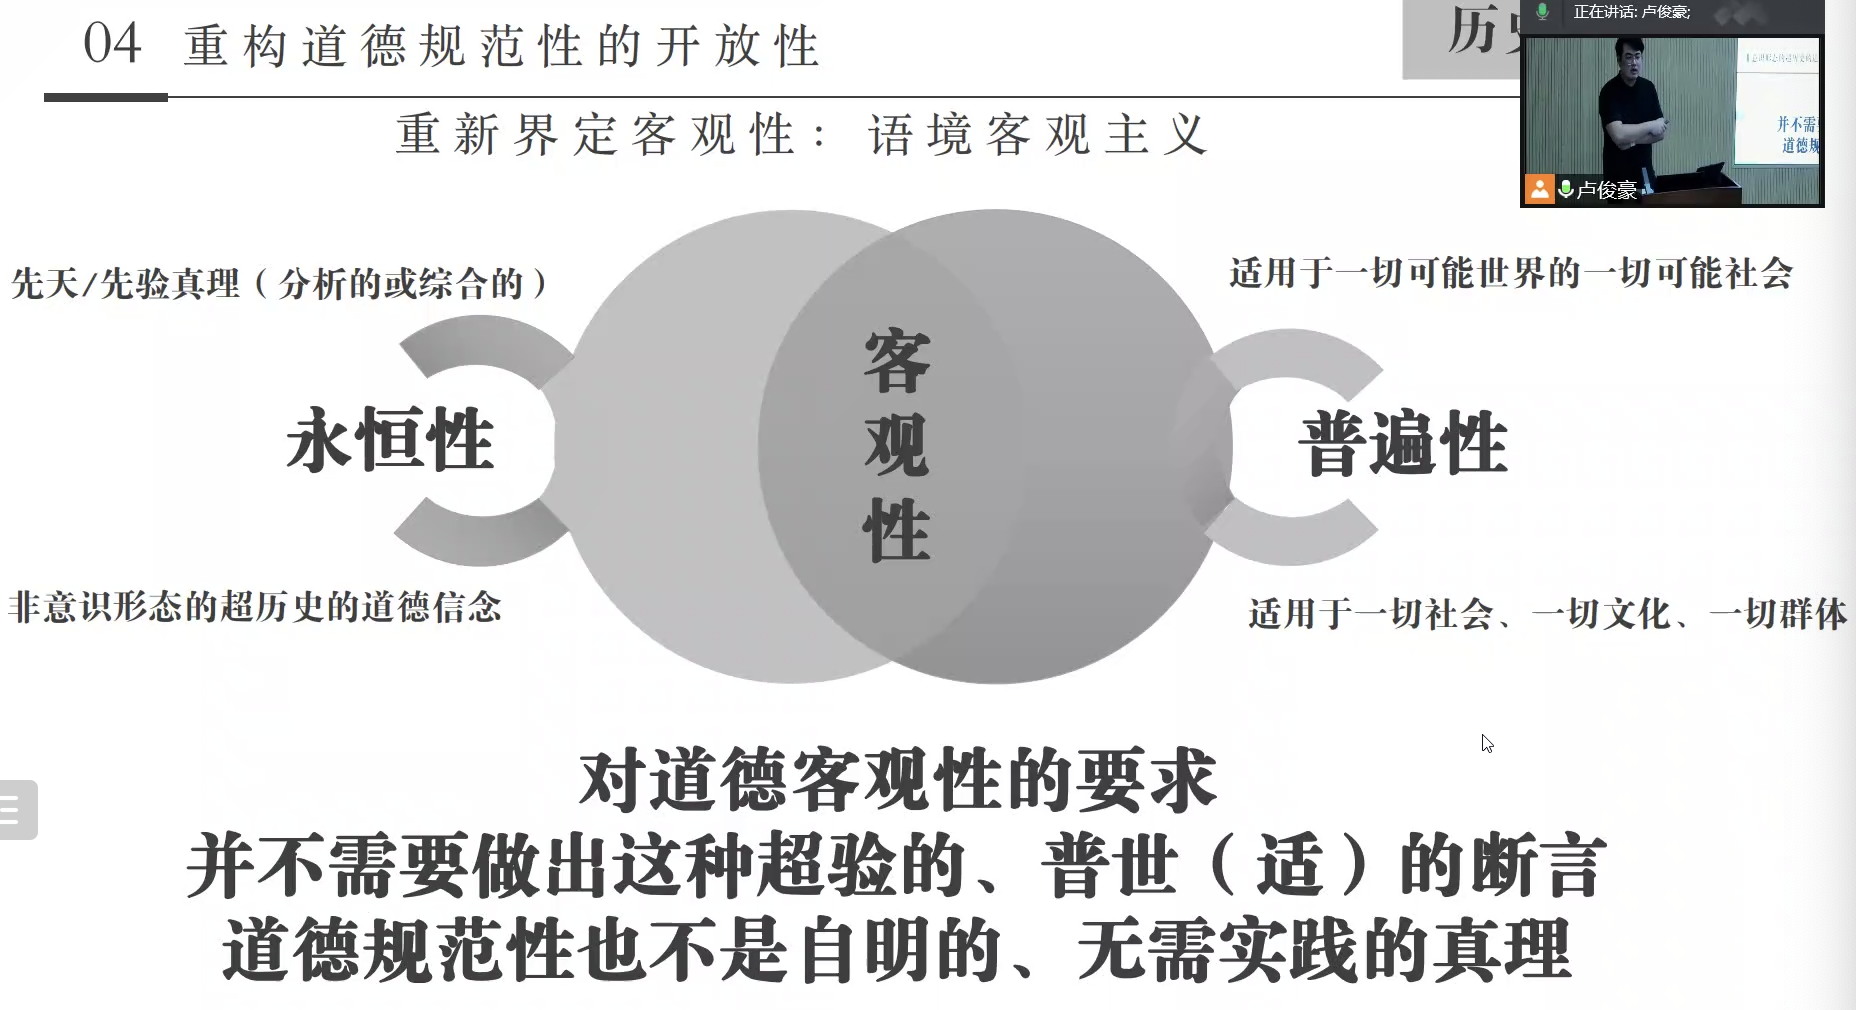 04 重构道德规范性的开放性
历
正在讲话: 卢俊豪;
并不需
道德规
卢俊豪
重新界定客观性：语境客观主义
先天/先验真理（分析的或综合的）
适用于一切可能世界的一切可能社会
永恒性
客观性
普遍性
非意识形态的超历史的道德信念
适用于一切社会、一切文化、一切群体
对道德客观性的要求
并不需要做出这种超验的、普世（适）的断言
道德规范性也不是自明的、无需实践的真理